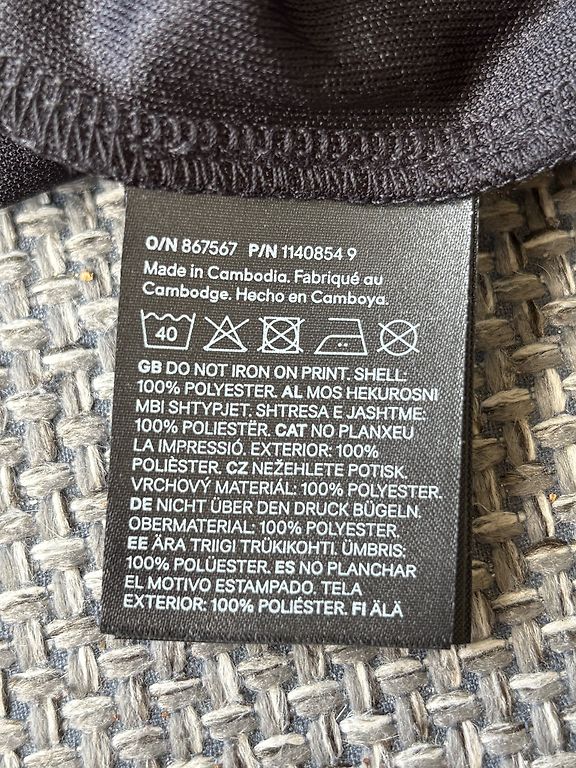 O/N 867567 P/N 1140854 9
Made in Cambodia. Fabriqué au
Cambodge. Hecho en Camboya.
40
GB DO NOT IRON ON PRINT. SHELL:
100% POLYESTER. AL MOS HEKUROSNI
MBI SHTYPJET. SHTRESA E JASHTME:
100% POLIESTËR. CAT NO PLANXEU
LA IMPRESSIÓ. EXTERIOR: 100%
POLIÈSTER. CZ NEŽEHLETE POTISK.
VRCHOVÝ MATERIÁL: 100% POLYESTER.
DE NICHT ÜBER DEN DRUCK BÜGELN.
OBERMATERIAL: 100% POLYESTER.
EE ÄRA TRIIGI TRÜKIKOHTI. ÜMBRIS:
100% POLÜESTER. ES NO PLANCHAR
EL MOTIVO ESTAMPADO. TELA
EXTERIOR: 100% POLIÉSTER. FI ÄLÄ